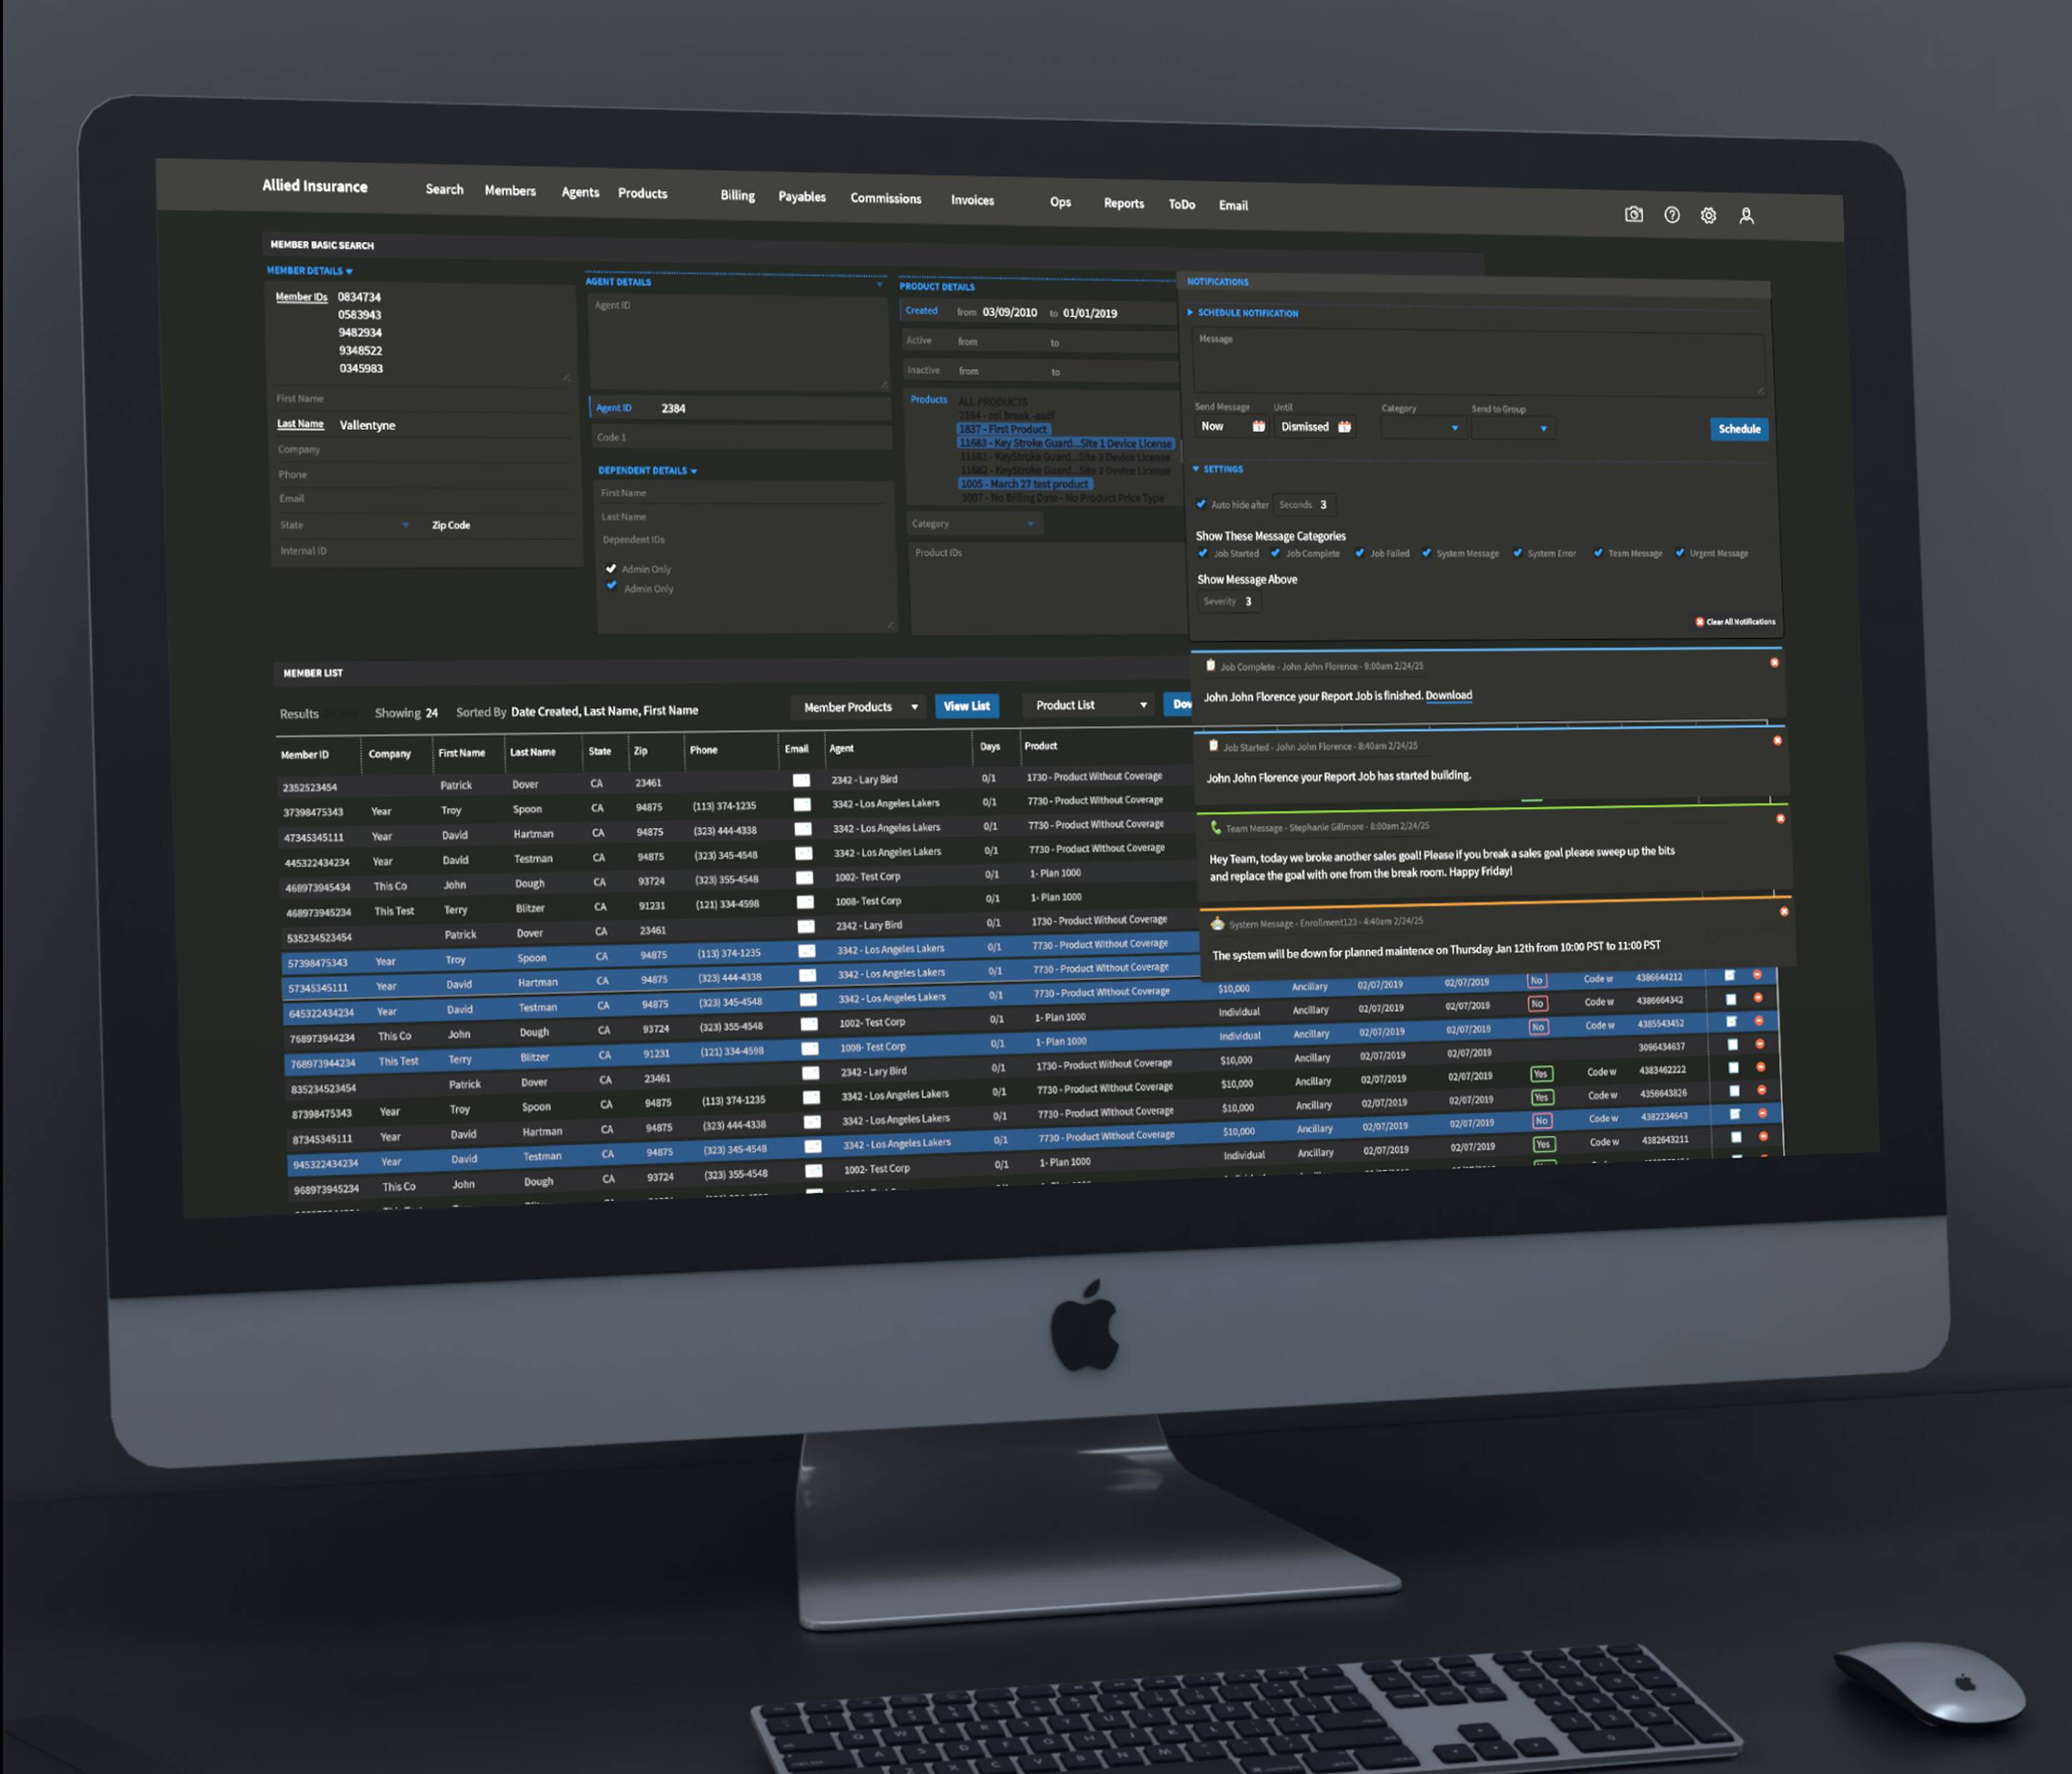 Allied Insurance Search Members Agents Products Billing Payables Commissions Invoices Ops Reports ToDo Email
MEMBER BASIC SEARCH
MEMBER DETAILS
Member IDs 0834734
0583943
9482934
9348522
0345983
First Name
Last Name Vallentyne
Company
Phone
Email
State Zip Code
Internal ID
AGENT DETAILS
Agent ID
Agent ID 2384
Code 1
DEPENDENT DETAILS
First Name
Last Name
Dependent IDs
Admin Only
Admin Only
PRODUCT DETAILS
Created from 03/09/2010 to 01/01/2019
Active from to
Inactive from to
Products ALL PRODUCTS
2164 - col break -asdf
1837 - First Product
11683 - Key Stroke Guard...Site 1 Device License
11681 - KeyStroke Guard...Site 3 Device License
11682 - KeyStroke Guard...Site 2 Device License
1005 - March 27 test product
1007 - No Billing Date - No Product Price Type
Category
Product IDs
NOTIFICATIONS
SCHEDULE NOTIFICATION
Message
Send Message Until Category Send to Group
Now Dismissed Schedule
SETTINGS
Auto hide after Seconds 3
Show These Message Categories
Job Started Job Complete Job Failed System Message System Error Team Message Urgent Message
Show Message Above
Severity 3
Clear All Notifications
Job Complete - John John Florence - 9:00am 2/24/25
John John Florence your Report Job is finished. Download
Job Started - John John Florence - 8:40am 2/24/25
John John Florence your Report Job has started building.
Team Message - Stephanie Gillmore - 8:00am 2/24/25
Hey Team, today we broke another sales goal! Please if you break a sales goal please sweep up the bits
and replace the goal with one from the break room. Happy Friday!
System Message - Enrollment123 - 4:40am 2/24/25
The system will be down for planned maintence on Thursday Jan 12th from 10:00 PST to 11:00 PST
MEMBER LIST
Results Showing 24 Sorted By Date Created, Last Name, First Name Member Products View List Product List
Member ID Company First Name Last Name State Zip Phone Email Agent Days Product
2352523454 Patrick Dover CA 23461 2342 - Lary Bird 0/1 1730 - Product Without Coverage
37398475343 Year Troy Spoon CA 94875 (113) 374-1235 3342 - Los Angeles Lakers 0/1 7730 - Product Without Coverage
47345345111 Year David Hartman CA 94875 (323) 444-4338 3342 - Los Angeles Lakers 0/1 7730 - Product Without Coverage
445322434234 Year David Testman CA 94875 (323) 345-4548 3342 - Los Angeles Lakers 0/1 7730 - Product Without Coverage
468973945434 This Co John Dough CA 93724 (323) 355-4548 1002- Test Corp 0/1 1- Plan 1000
468973945234 This Test Terry Blitzer CA 91231 (121) 334-4598 1008- Test Corp 0/1 1- Plan 1000
535234523454 Patrick Dover CA 23461 2342 - Lary Bird 0/1 1730 - Product Without Coverage
57398475343 Year Troy Spoon CA 94875 (113) 374-1235 3342 - Los Angeles Lakers 0/1 7730 - Product Without Coverage
57345345111 Year David Hartman CA 94875 (323) 444-4338 3342 - Los Angeles Lakers 0/1 7730 - Product Without Coverage
645322434234 Year David Testman CA 94875 (323) 345-4548 3342 - Los Angeles Lakers 0/1 7730 - Product Without Coverage $10,000 Ancillary 02/07/2019 02/07/2019 No Code w 4386644212
768973944234 This Co John Dough CA 93724 (323) 355-4548 1002- Test Corp 0/1 1- Plan 1000 Individual Ancillary 02/07/2019 02/07/2019 No Code w 4386664342
768973944234 This Test Terry Blitzer CA 91231 (121) 334-4598 1008- Test Corp 0/1 1- Plan 1000 Individual Ancillary 02/07/2019 02/07/2019 No Code w 4385543452
835234523454 Patrick Dover CA 23461 2342 - Lary Bird 0/1 1730 - Product Without Coverage $10,000 Ancillary 02/07/2019 02/07/2019 3096434637
87398475343 Year Troy Spoon CA 94875 (113) 374-1235 3342 - Los Angeles Lakers 0/1 7730 - Product Without Coverage $10,000 Ancillary 02/07/2019 02/07/2019 Yes Code w 4383462222
87345345111 Year David Hartman CA 94875 (323) 444-4338 3342 - Los Angeles Lakers 0/1 7730 - Product Without Coverage $10,000 Ancillary 02/07/2019 02/07/2019 Yes Code w 4356643826
945322434234 Year David Testman CA 94875 (323) 345-4548 3342 - Los Angeles Lakers 0/1 7730 - Product Without Coverage $10,000 Ancillary 02/07/2019 02/07/2019 No Code w 4382234643
968973945234 This Co John Dough CA 93724 (323) 355-4548 1002- Test Corp 0/1 1- Plan 1000 Individual Ancillary 02/07/2019 02/07/2019 Yes Code w 4382643211